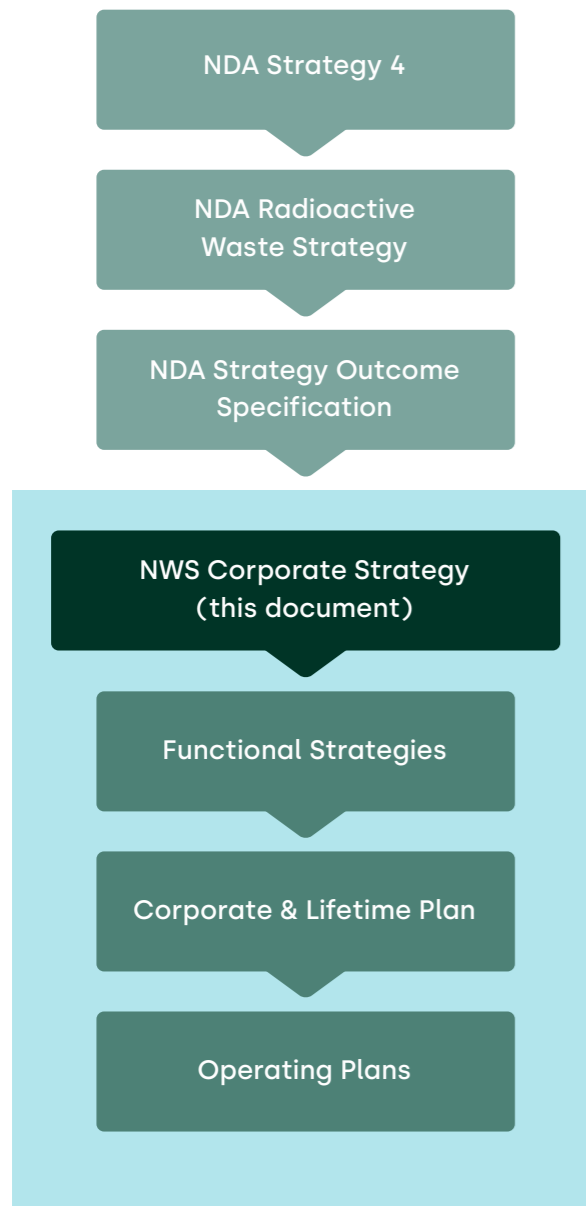 NDA Strategy 4
NDA Radioactive
Waste Strategy
NDA Strategy Outcome
Specification
NWS Corporate Strategy
(this document)
Functional Strategies
Corporate & Lifetime Plan
Operating Plans